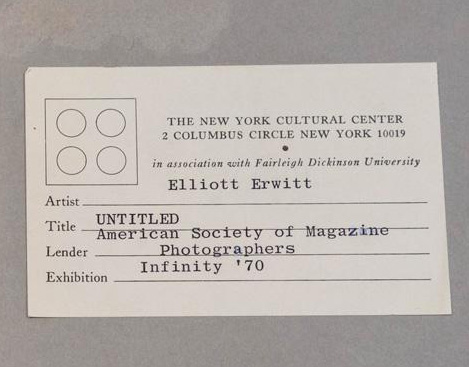 THE NEW YORK CULTURAL CENTER
2 COLUMBUS CIRCLE NEW YORK 10019
in association with Fairleigh Dickinson University
Artist Elliott Erwitt
Title UNTITLED
American Society of Magazine
Lender Photographers
Exhibition Infinity '70